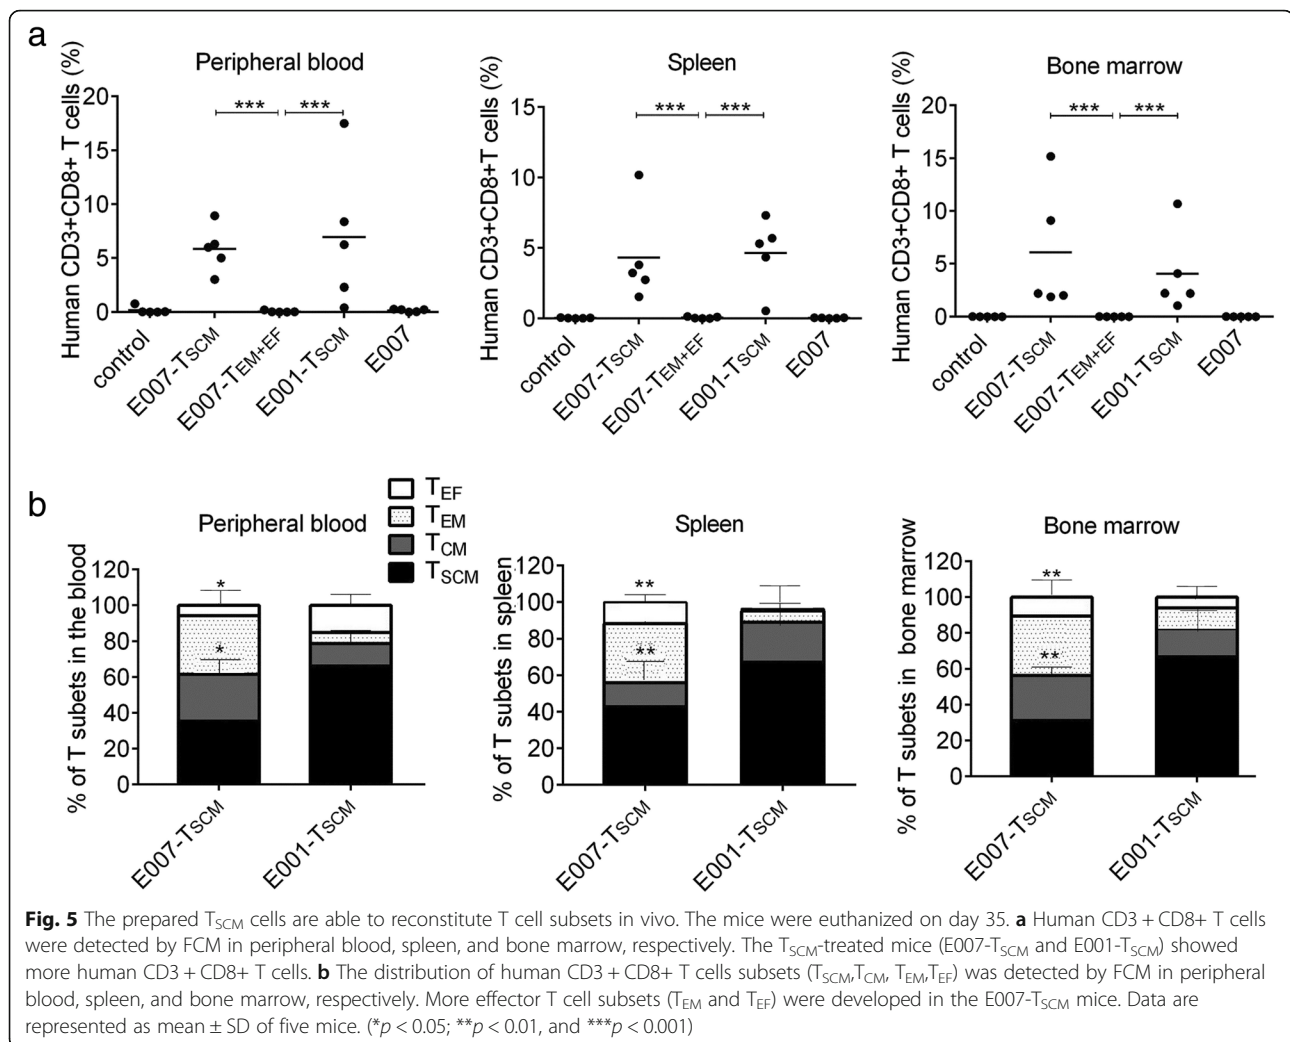 a
Peripheral blood
Human CD3+CD8+ T cells (%)
20
15
10
5
0
*** ***
control
E007-TSCM
E007-TEM+EF
E001-TSCM
E007
Spleen
Human CD3+CD8+T cells (%)
15
10
5
0
*** ***
control
E007-TSCM
E007-TEM+EF
E001-TSCM
E007
Bone marrow
Human CD3+CD8+ T cells (%)
20
15
10
5
0
*** ***
control
E007-TSCM
E007-TEM+EF
E001-TSCM
E007
b
TEF
TEM
TCM
TSCM
Peripheral blood
% of T subets in the blood
120
100
80
60
40
20
0
*
*
E007-TSCM
E001-TSCM
Spleen
% of T subets in spleen
120
100
80
60
40
20
0
**
**
E007-TSCM
E001-TSCM
Bone marrow
% of T subets in bone marrow
120
100
80
60
40
20
0
**
**
E007-TSCM
E001-TSCM
Fig. 5 The prepared TSCM cells are able to reconstitute T cell subsets in vivo. The mice were euthanized on day 35. a Human CD3 + CD8+ T cells
were detected by FCM in peripheral blood, spleen, and bone marrow, respectively. The TSCM-treated mice (E007-TSCM and E001-TSCM) showed
more human CD3 + CD8+ T cells. b The distribution of human CD3 + CD8+ T cells subsets (TSCM,TCM, TEM,TEF) was detected by FCM in peripheral
blood, spleen, and bone marrow, respectively. More effector T cell subsets (TEM and TEF) were developed in the E007-TSCM mice. Data are
represented as mean ± SD of five mice. (*p < 0.05; **p < 0.01, and ***p < 0.001)